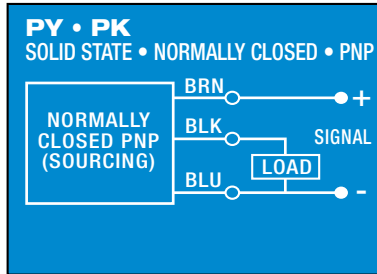 PY • PK
SOLID STATE • NORMALLY CLOSED • PNP
BRN
+
NORMALLY
CLOSED PNP
(SOURCING)
BLK
SIGNAL
LOAD
BLU
-